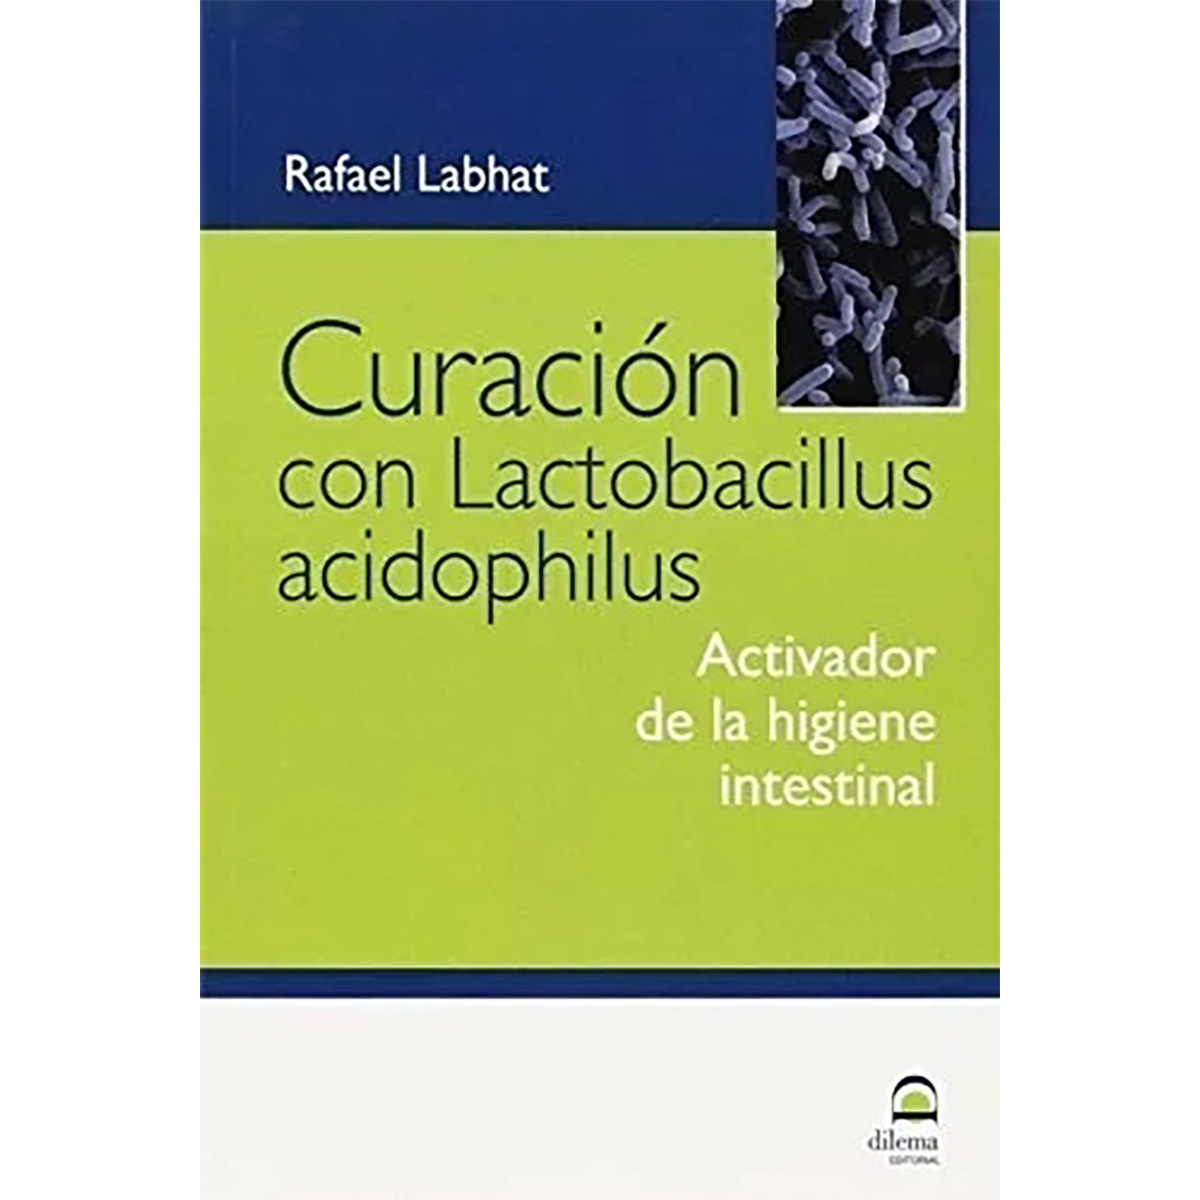 Rafael Labhat
Curación
con Lactobacillus
acidophilus
Activador
de la higiene
intestinal
dilema
EDITORIAL